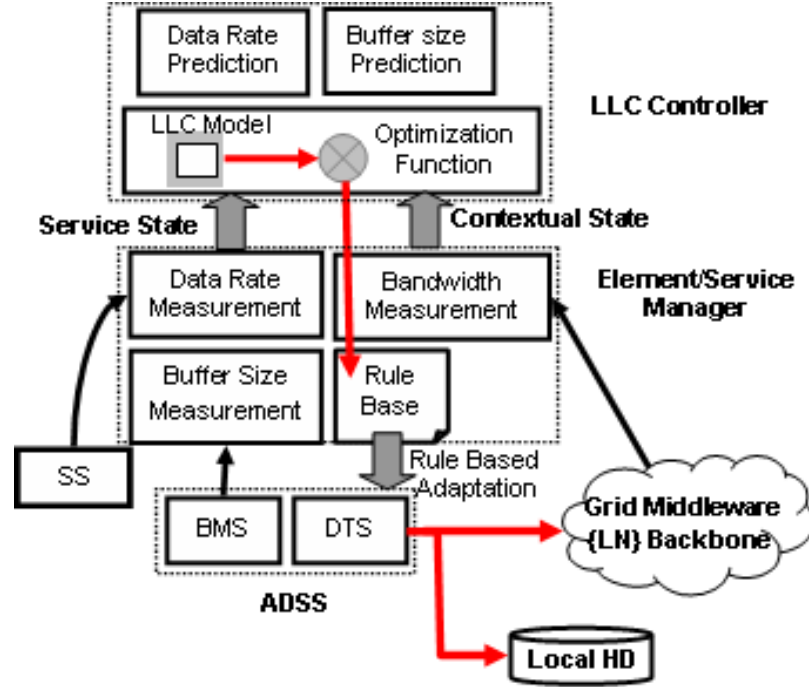 Data Rate
Prediction
Buffer size
Prediction
LLC Controller
LLC Model
Optimization
Function
Service State
Contextual State
Data Rate
Measurement
Bandwidth
Measurement
Element/Service
Manager
Buffer Size
Measurement
Rule
Base
SS
Rule Based
Adaptation
BMS
DTS
Grid Middleware
{LN} Backbone
ADSS
Local HD